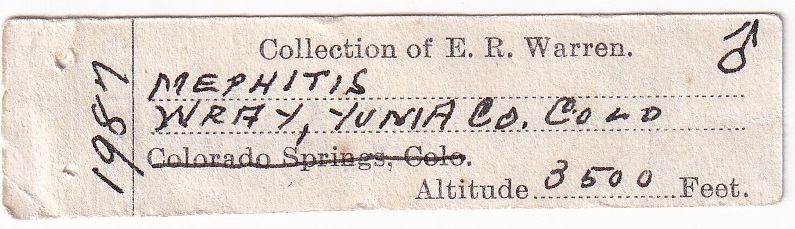 Collection of E. R. Warren. ♂
1987
MEPHITIS
WRAY, YUMA CO. COLO
Colorado Springs, Colo.
Altitude 3500 Feet.